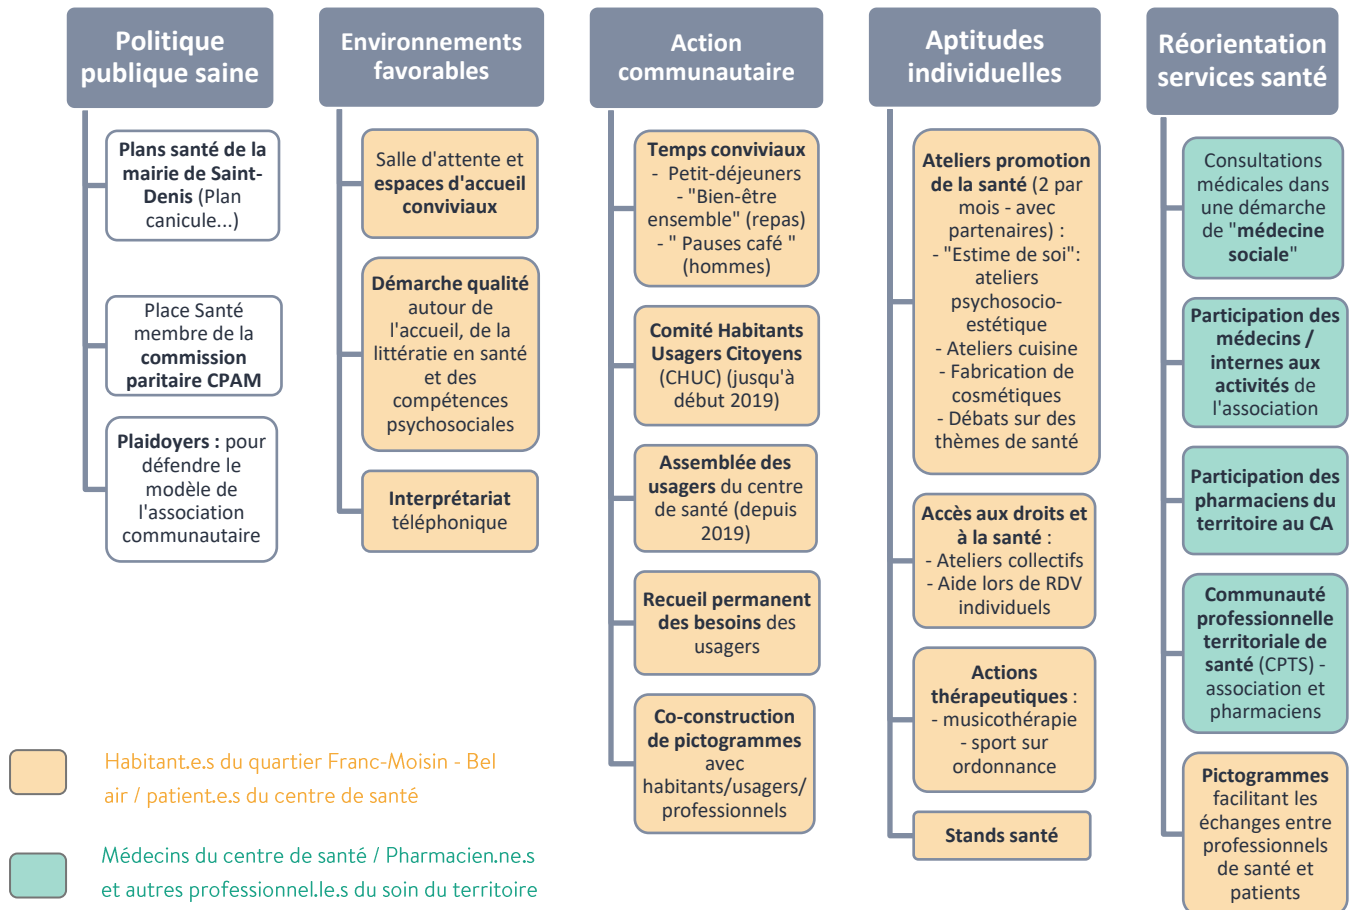 Politique
publique saine
Plans santé de la
mairie de Saint-
Denis (Plan
canicule...)
Place Santé
membre de la
commission
paritaire CPAM
Plaidoyers : pour
défendre le
modèle de
l'association
communautaire
Environnements
favorables
Salle d'attente et
espaces d'accueil
conviviaux
Démarche qualité
autour de
l'accueil, de la
littératie en santé
et des
compétences
psychosociales
Interprétariat
téléphonique
Action
communautaire
Temps conviviaux
- Petit-déjeuners
- "Bien-être
ensemble" (repas)
- " Pauses café "
(hommes)
Comité Habitants
Usagers Citoyens
(CHUC) (jusqu'à
début 2019)
Assemblée des
usagers du centre
de santé (depuis
2019)
Recueil permanent
des besoins des
usagers
Co-construction
de pictogrammes
avec
habitants/usagers/
professionnels
Aptitudes
individuelles
Ateliers promotion
de la santé (2 par
mois - avec
partenaires) :
- "Estime de soi":
ateliers
psychosocio-
estétique
- Ateliers cuisine
- Fabrication de
cosmétiques
- Débats sur des
thèmes de santé
Accès aux droits et
à la santé :
- Ateliers collectifs
- Aide lors de RDV
individuels
Actions
thérapeutiques :
- musicothérapie
- sport sur
ordonnance
Stands santé
Réorientation
services santé
Consultations
médicales dans
une démarche
de "médecine
sociale"
Participation des
médecins /
internes aux
activités de
l'association
Participation des
pharmaciens du
territoire au CA
Communauté
professionnelle
territoriale de
santé (CPTS) -
association et
pharmaciens
Pictogrammes
facilitant les
échanges entre
professionnels
de santé et
patients
Habitant.e.s du quartier Franc-Moisin - Bel
air / patient.e.s du centre de santé
Médecins du centre de santé / Pharmacien.ne.s
et autres professionnel.le.s du soin du territoire